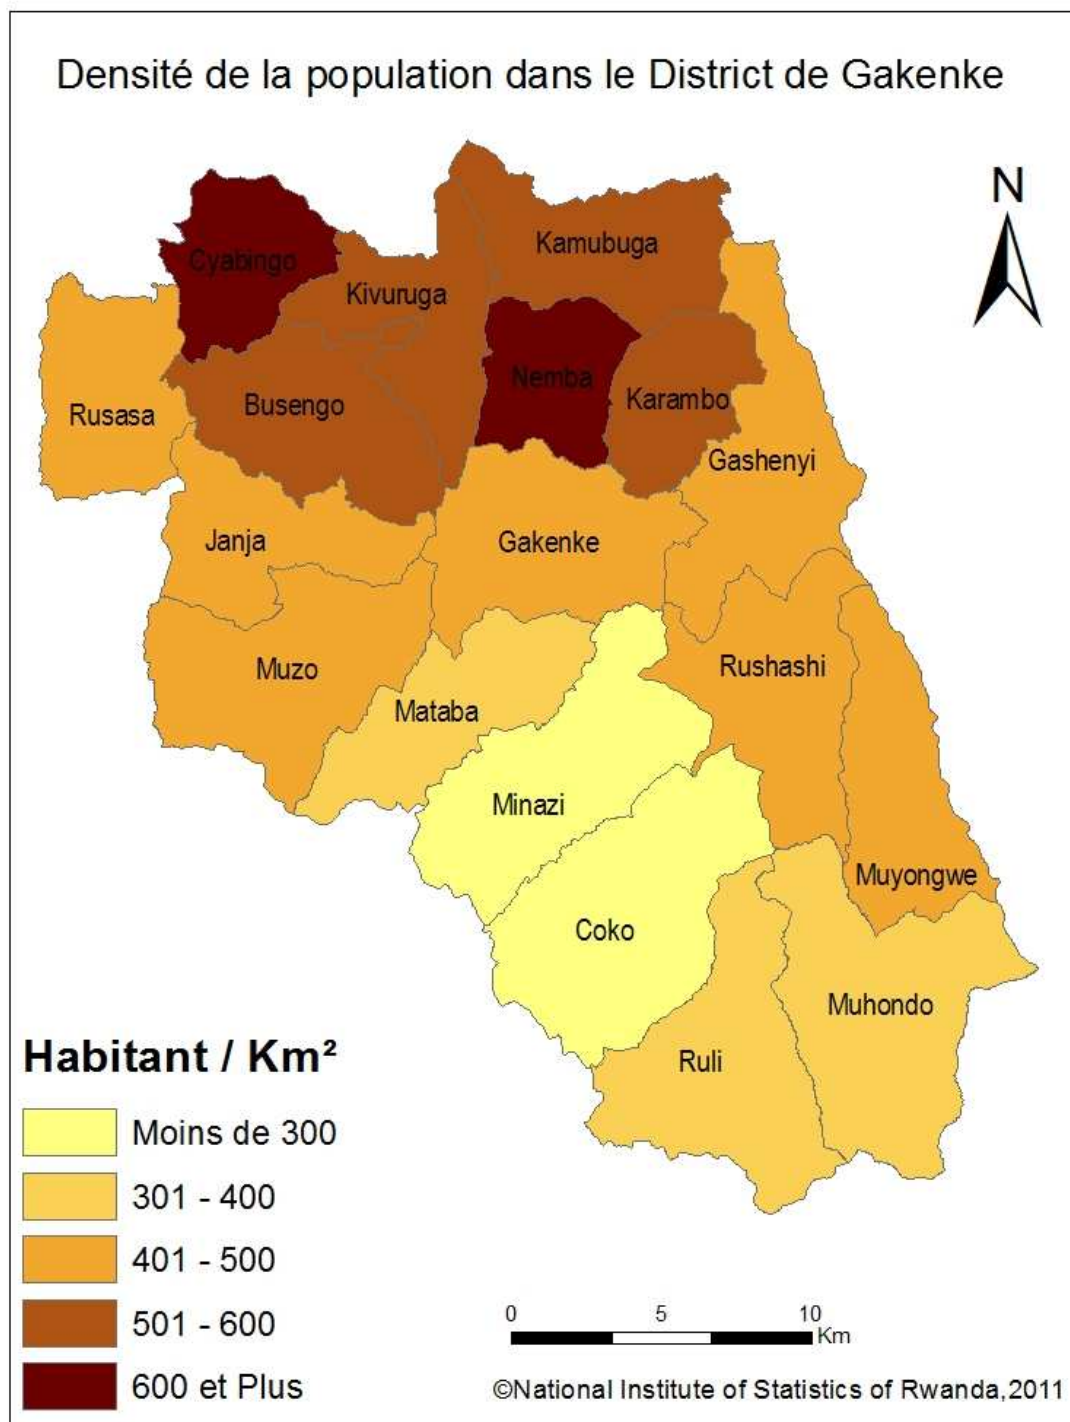 Densité de la population dans le District de Gakenke
N
Kamubuga
Cyabingo
Kivuruga
Nemba
Karambo
Busengo
Rusasa
Gashenyi
Janja
Gakenke
Muzo
Rushashi
Mataba
Minazi
Muyongwe
Coko
Muhondo
Ruli
Habitant / Km²
Moins de 300
301 - 400
401 - 500
501 - 600
600 et Plus
0 5 10
Km
©National Institute of Statistics of Rwanda,2011